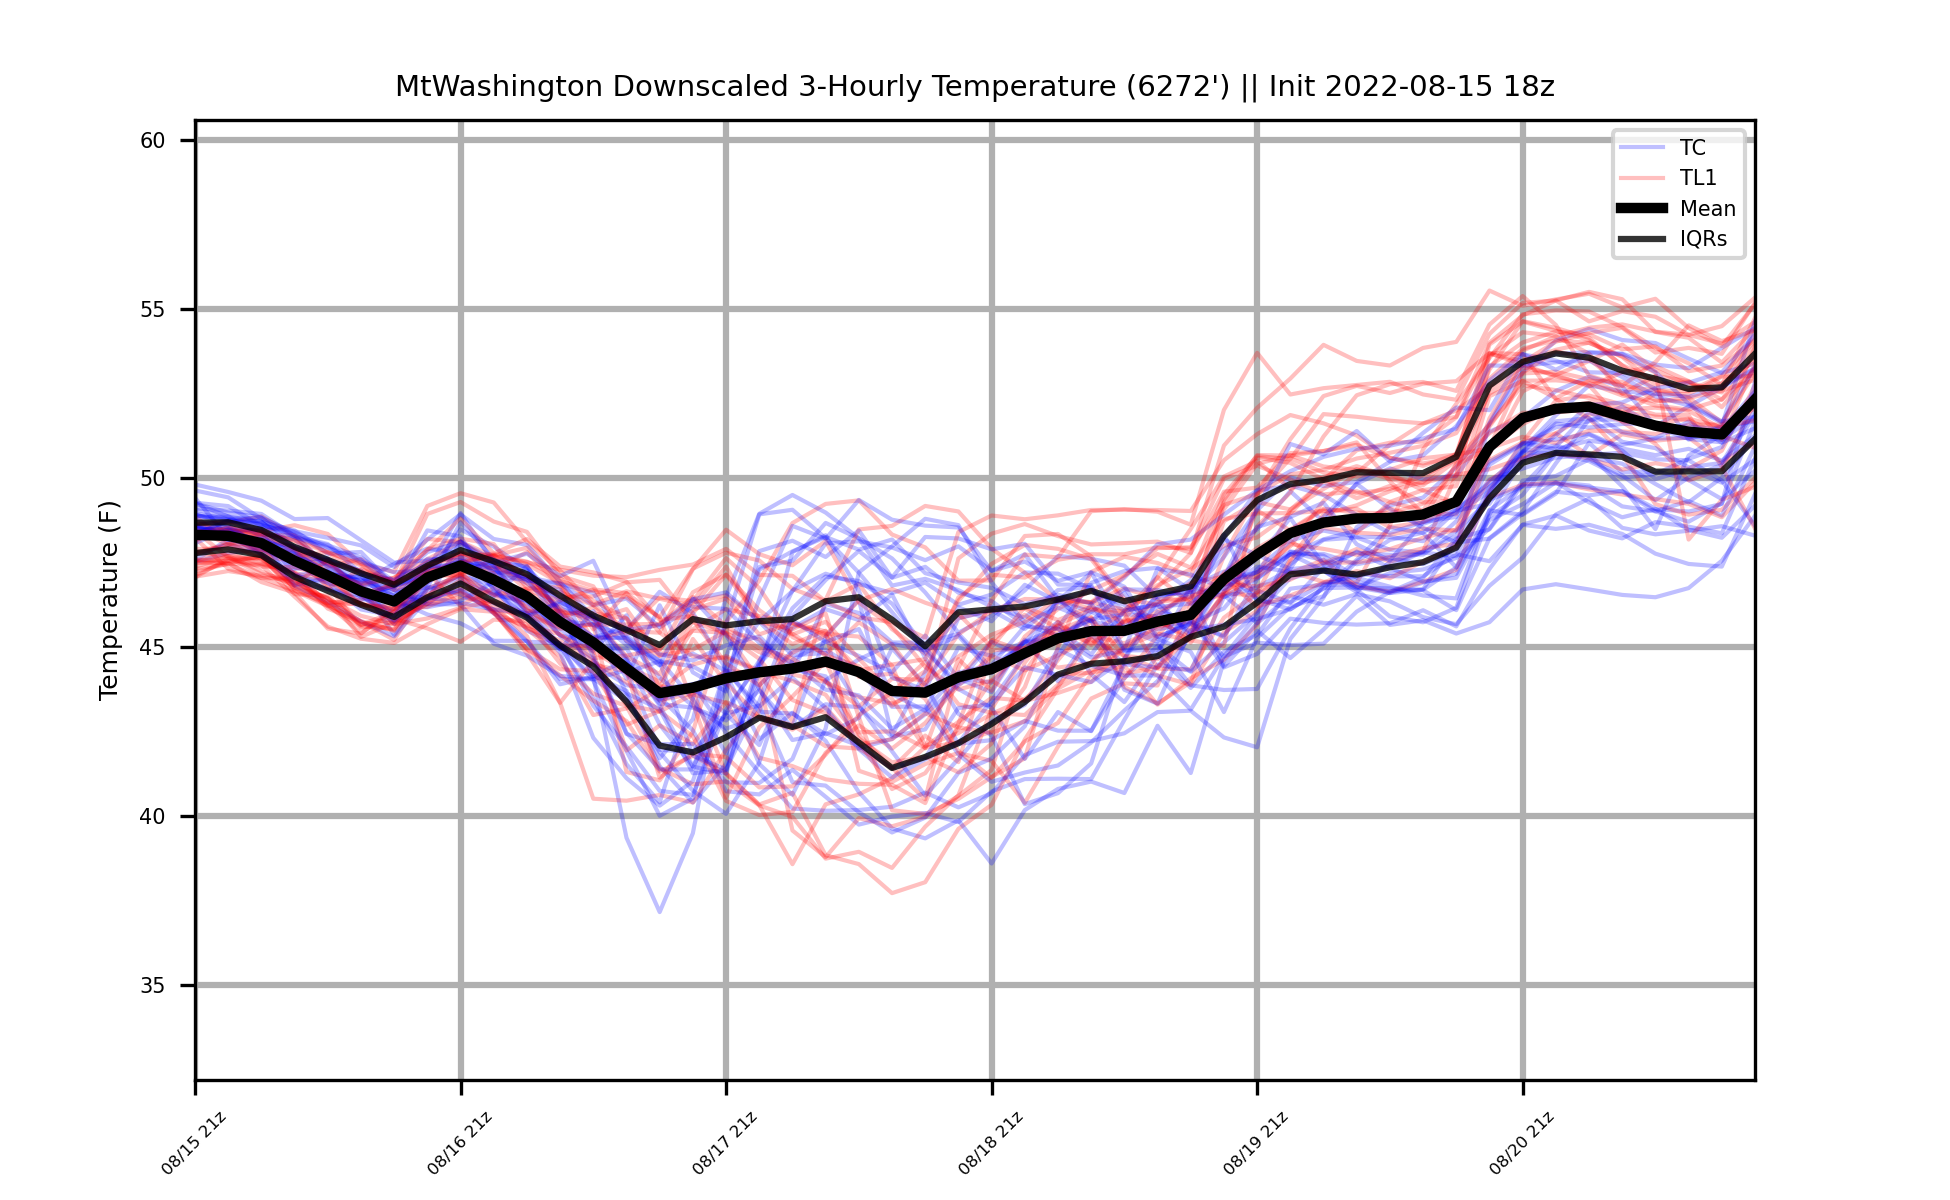 MtWashington Downscaled 3-Hourly Temperature (6272') || Init 2022-08-15 18z
TC
TL1
Mean
IQRs
Temperature (F)
60
55
50
45
40
35
08/15 21z
08/16 21z
08/17 21z
08/18 21z
08/19 21z
08/20 21z